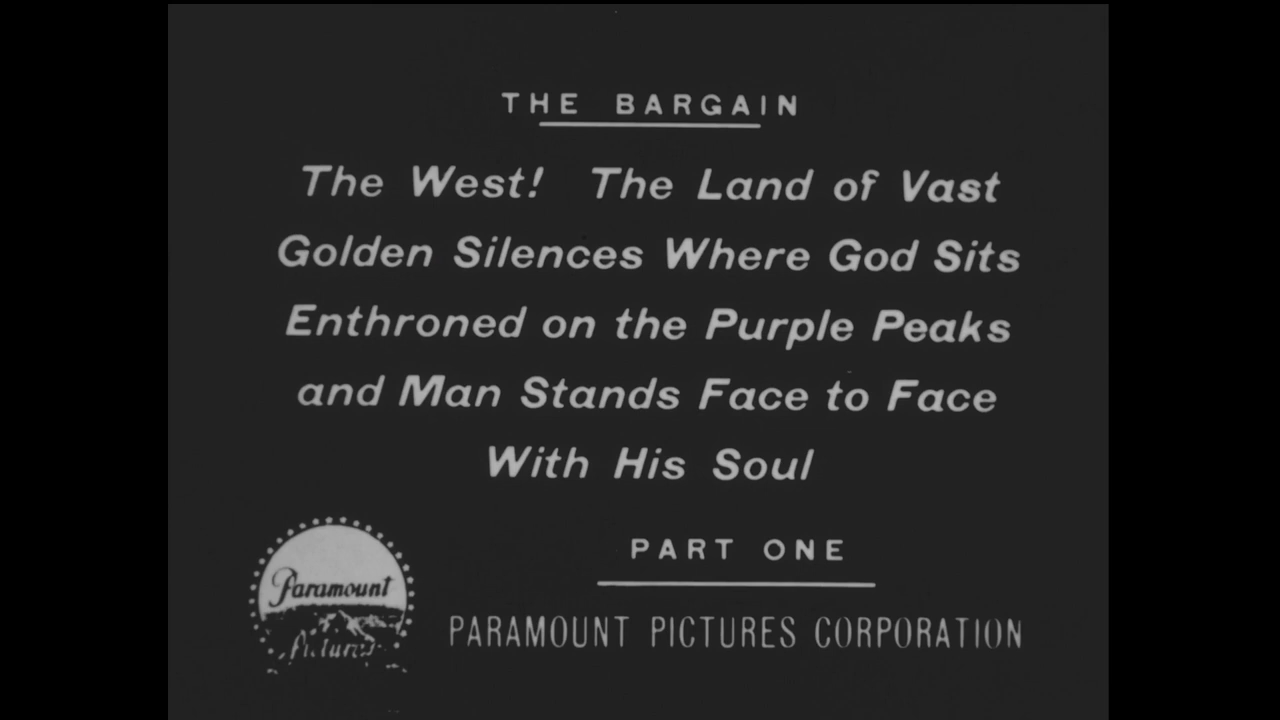 THE BARGAIN
The West! The Land of Vast
Golden Silences Where God Sits
Enthroned on the Purple Peaks
and Man Stands Face to Face
With His Soul
PART ONE
Paramount
Pictures
PARAMOUNT PICTURES CORPORATION